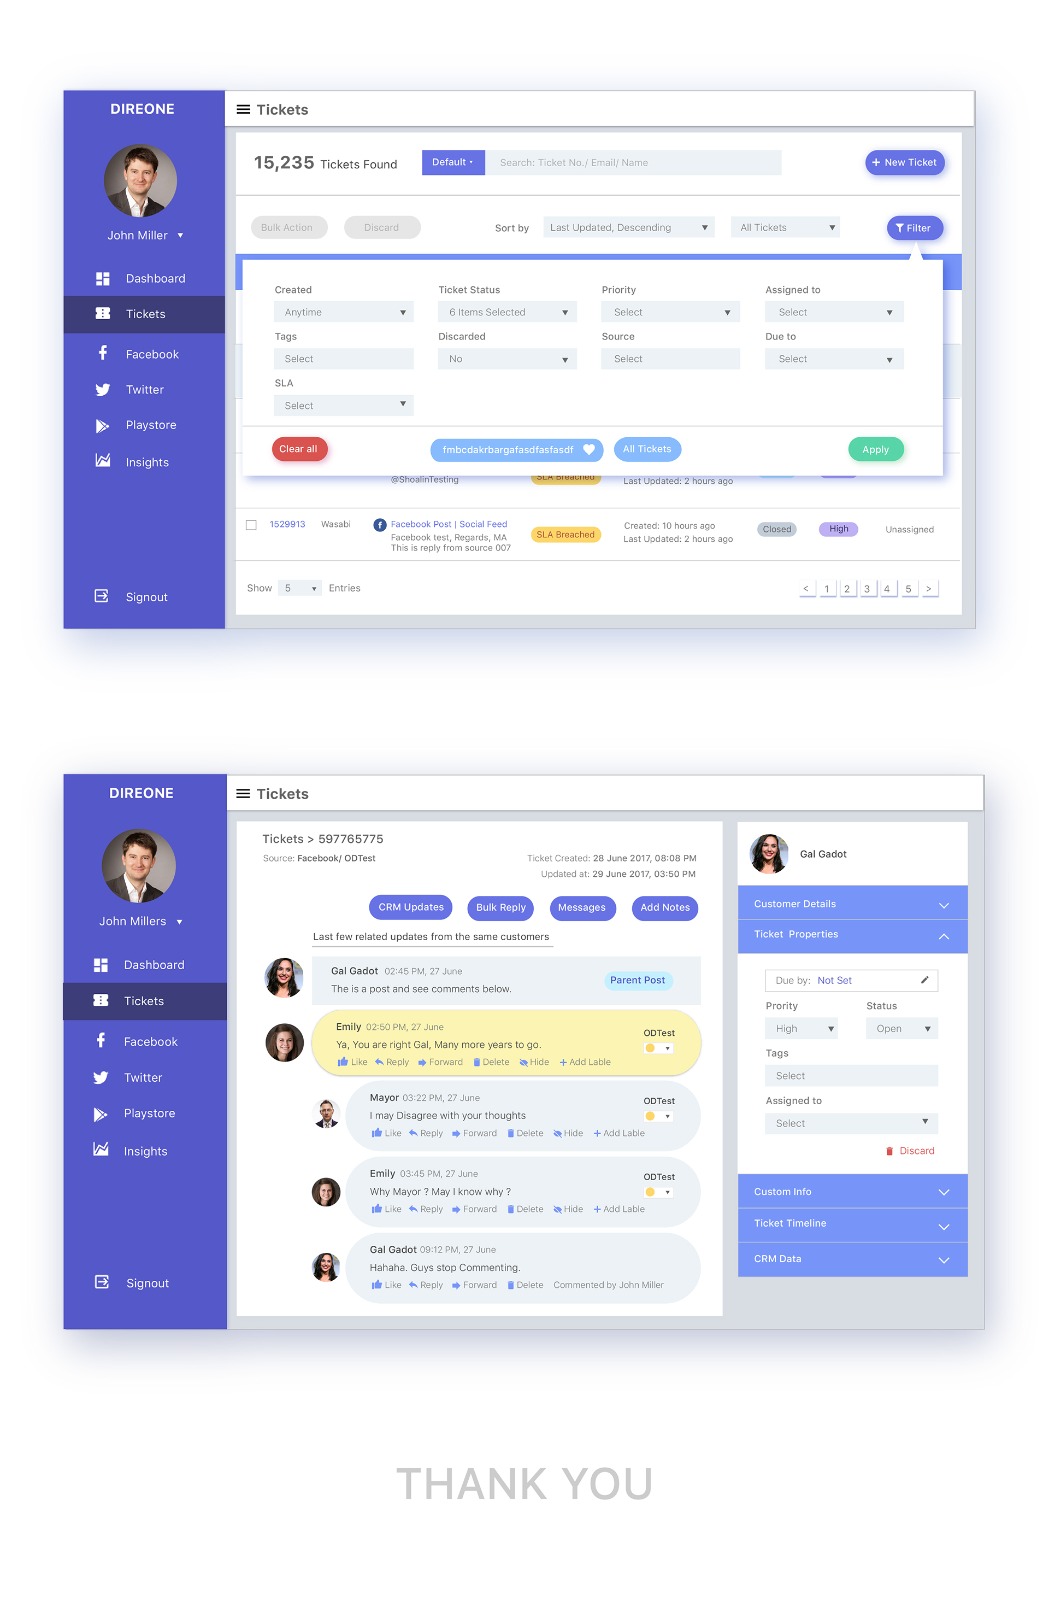 DIREONE
Tickets
15,235 Tickets Found
Default
Search: Ticket No./ Email/ Name
+ New Ticket
John Miller
Bulk Action
Discard
Sort by
Last Updated, Descending
All Tickets
Filter
Dashboard
Tickets
Facebook
Twitter
Playstore
Insights
Signout
Created
Ticket Status
Priority
Assigned to
Anytime
6 Items Selected
Select
Select
Tags
Discarded
Source
Due to
Select
No
Select
Select
SLA
Select
Clear all
fmbcdakrbargafasdfasfasdf
All Tickets
Apply
@ShoalinTesting
SLA Breached
Last Updated: 2 hours ago
1529913
Wasabi
Facebook Post | Social Feed
Facebook test, Regards, MA
This is reply from source 007
SLA Breached
Created: 10 hours ago
Last Updated: 2 hours ago
Closed
High
Unassigned
Show 5 Entries
< 1 2 3 4 5 >
DIREONE
Tickets
John Millers
Dashboard
Tickets
Facebook
Twitter
Playstore
Insights
Signout
Tickets > 597765775
Source: Facebook/ ODTest
Ticket Created: 28 June 2017, 08:08 PM
Updated at: 29 June 2017, 03:50 PM
CRM Updates
Bulk Reply
Messages
Add Notes
Last few related updates from the same customers
Gal Gadot 02:45 PM, 27 June
The is a post and see comments below.
Parent Post
Emily 02:50 PM, 27 June
Ya, You are right Gal, Many more years to go.
ODTest
Like Reply Forward Delete Hide + Add Lable
Mayor 03:22 PM, 27 June
I may Disagree with your thoughts
ODTest
Like Reply Forward Delete Hide + Add Lable
Emily 03:45 PM, 27 June
Why Mayor ? May I know why ?
ODTest
Like Reply Forward Delete Hide + Add Lable
Gal Gadot 09:12 PM, 27 June
Hahaha. Guys stop Commenting.
Like Reply Forward Delete Commented by John Miller
Gal Gadot
Customer Details
Ticket Properties
Due by: Not Set
Prority
Status
High
Open
Tags
Select
Assigned to
Select
Discard
Custom Info
Ticket Timeline
CRM Data
THANK YOU